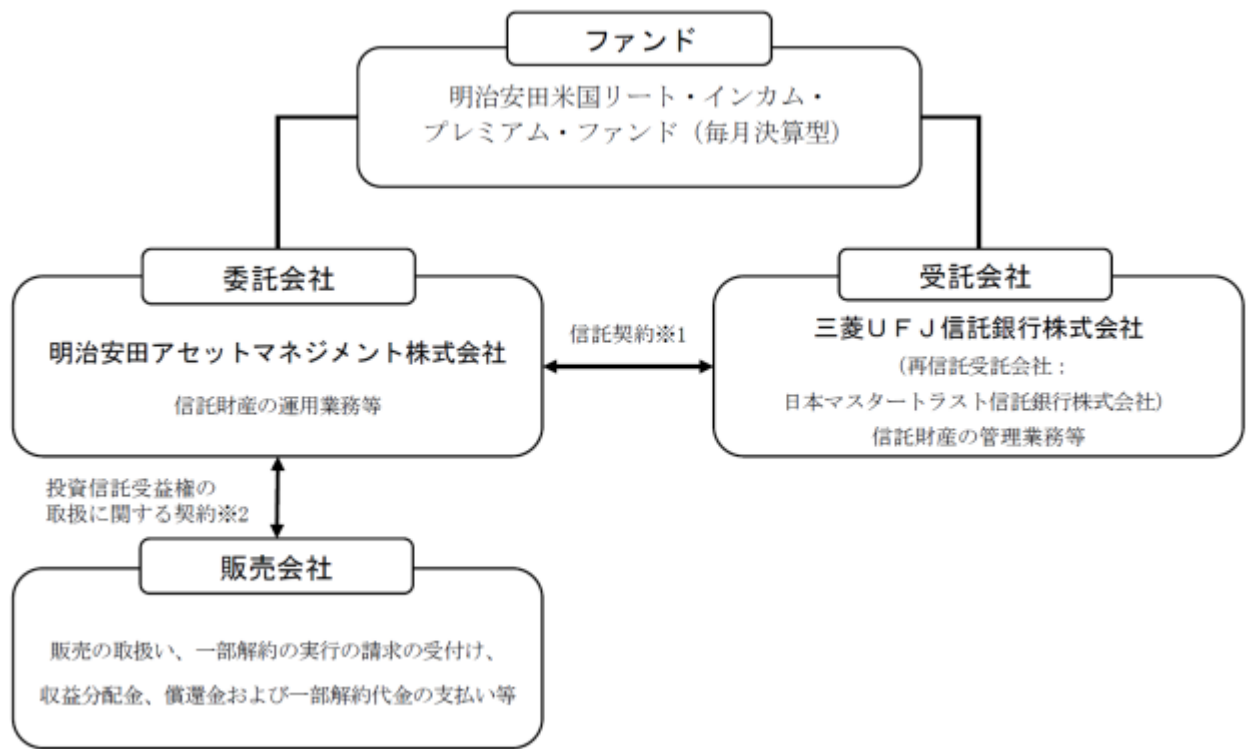 ファンド
明治安田米国リート・インカム・
プレミアム・ファンド（毎月決算型）
委託会社
明治安田アセットマネジメント株式会社
信託財産の運用業務等
信託契約※1
受託会社
三菱ＵＦＪ信託銀行株式会社
（再信託受託会社：
日本マスタートラスト信託銀行株式会社）
信託財産の管理業務等
投資信託受益権の
取扱に関する契約※2
販売会社
販売の取扱い、一部解約の実行の請求の受付け、
収益分配金、償還金および一部解約代金の支払い等